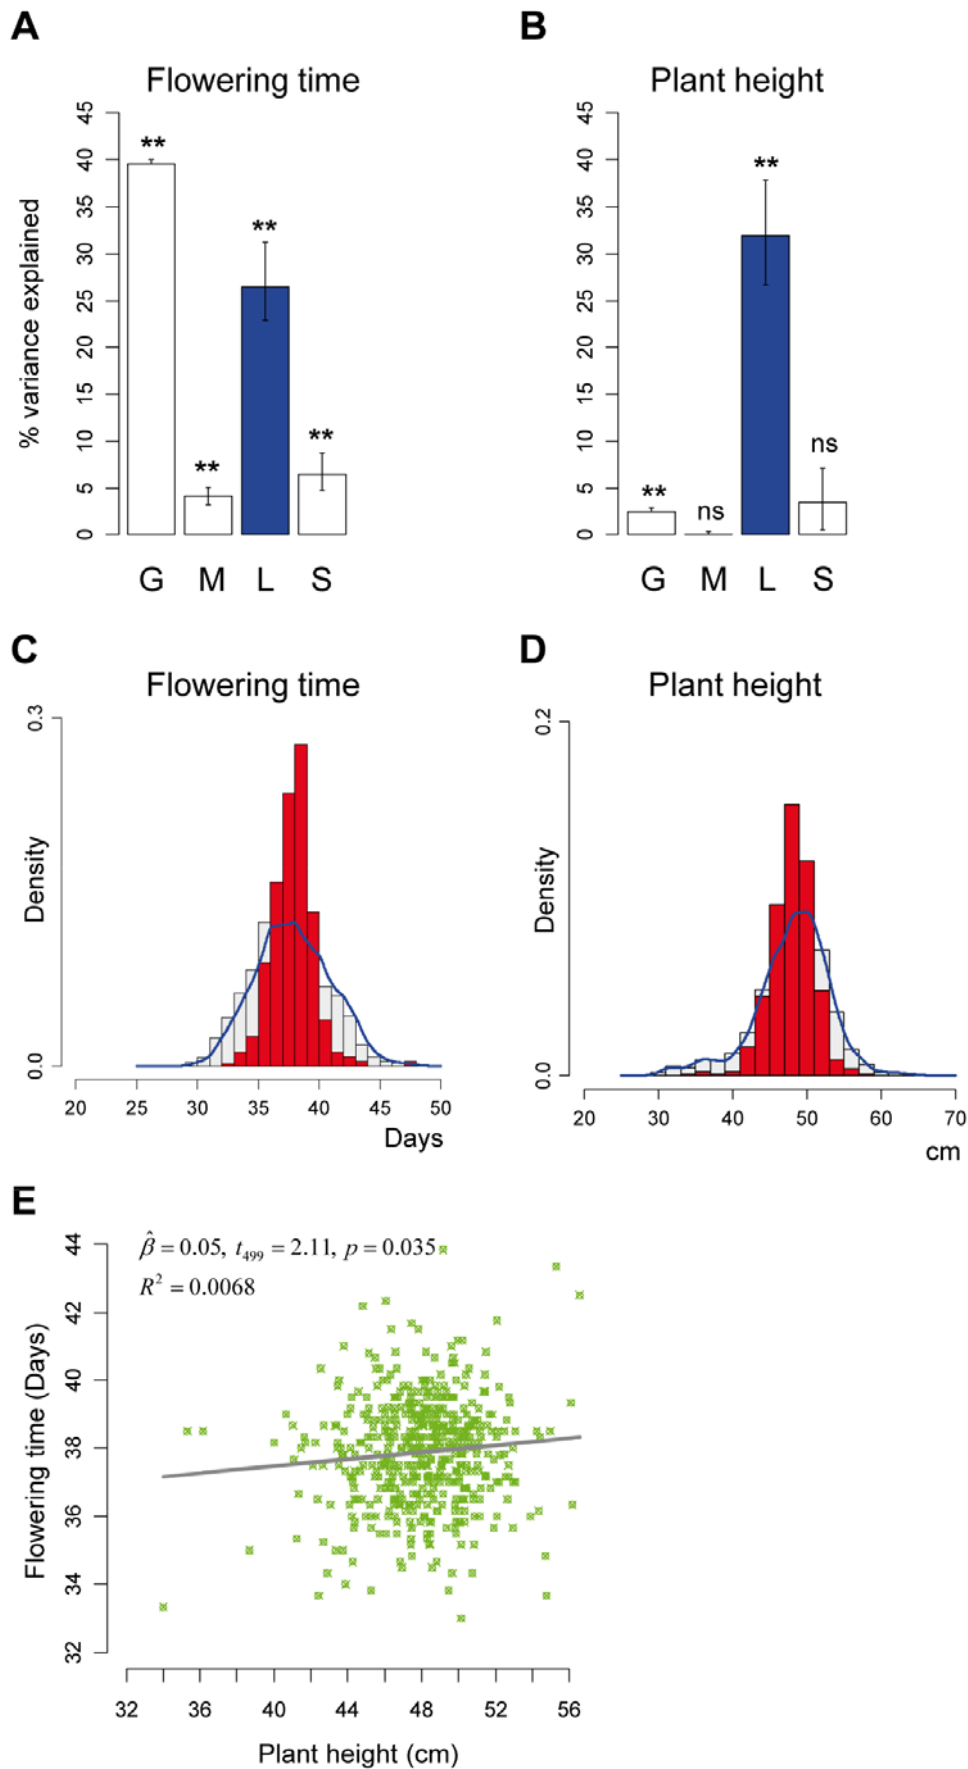 A
B
Flowering time
Plant height
% variance explained
45
40
35
30
25
20
15
10
5
0
**
**
**
**
G M L S
45
40
35
30
25
20
15
10
5
0
**
ns
**
ns
G M L S
C
D
Flowering time
Plant height
Density
0.3
0.0
20 25 30 35 40 45 50
Days
Density
0.2
0.0
20 30 40 50 60 70
cm
E
Flowering time (Days)
44
42
40
38
36
34
32
β̂ = 0.05, t₄₉₉ = 2.11, p = 0.035
R² = 0.0068
32 36 40 44 48 52 56
Plant height (cm)